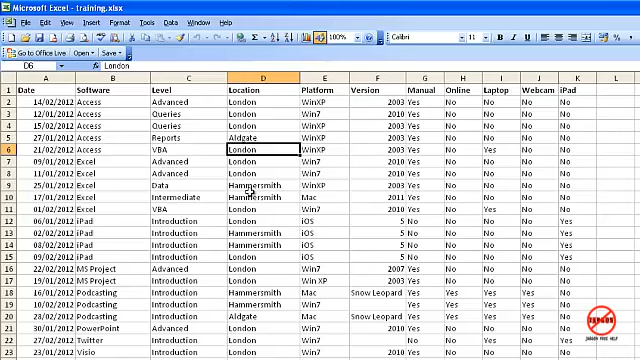 Microsoft Excel - training.xlsx
File Edit View Insert Format Tools Data Window Help
100% Calibri 11 B I U
Go to Office Live Open Save
D6 London
A B C D E F G H I J K L
1 Date Software Level Location Platform Version Manual Online Laptop Webcam iPad
2 14/02/2012 Access Advanced London WinXP 2003 Yes No No No No
3 12/01/2012 Access Queries London WinXP 2003 Yes No No No No
4 15/02/2012 Access Queries London WinXP 2003 Yes No No No No
5 27/01/2012 Access Reports Aldgate WinXP 2003 Yes No No No No
6 21/02/2012 Access VBA London WinXP 2003 Yes No Yes No No
7 09/01/2012 Excel Advanced London Win7 2010 Yes No No No No
8 11/01/2012 Excel Advanced London Win7 2010 Yes No No No No
9 25/01/2012 Excel Data Hammersmith WinXP 2003 Yes No No No No
10 17/01/2012 Excel Intermediate Hammersmith Mac 2011 Yes No No No No
11 01/02/2012 Excel VBA London Win7 2010 Yes No Yes No No
12 06/01/2012 iPad Introduction London iOS 5 No No No No Yes
13 13/02/2012 iPad Introduction Hammersmith iOS 5 No No No No Yes
14 08/02/2012 iPad Introduction Hammersmith iOS 5 No No No No Yes
15 09/02/2012 iPad Introduction London iOS 5 No No No No Yes
16 22/02/2012 MS Project Advanced London Win7 2007 Yes No No No No
17 19/01/2012 MS Project Introduction London Win XP 2003 Yes No No No No
18 16/01/2012 Podcasting Introduction Hammersmith Mac Snow Leopard Yes Yes Yes Yes No
19 18/01/2012 Podcasting Introduction Hammersmith Mac Snow Leopard Yes Yes Yes Yes No
20 24/02/2012 Podcasting Introduction Aldgate Mac Snow Leopard Yes Yes Yes Yes No
21 30/01/2012 PowerPoint Advanced London Win7 2010 Yes No No No No
22 27/02/2012 Twitter Introduction London Win7 No Yes No Yes
23 03/02/2012 Visio Introduction London Win7 2010 Yes No No No No
JARGON
JARGON FREE HELP